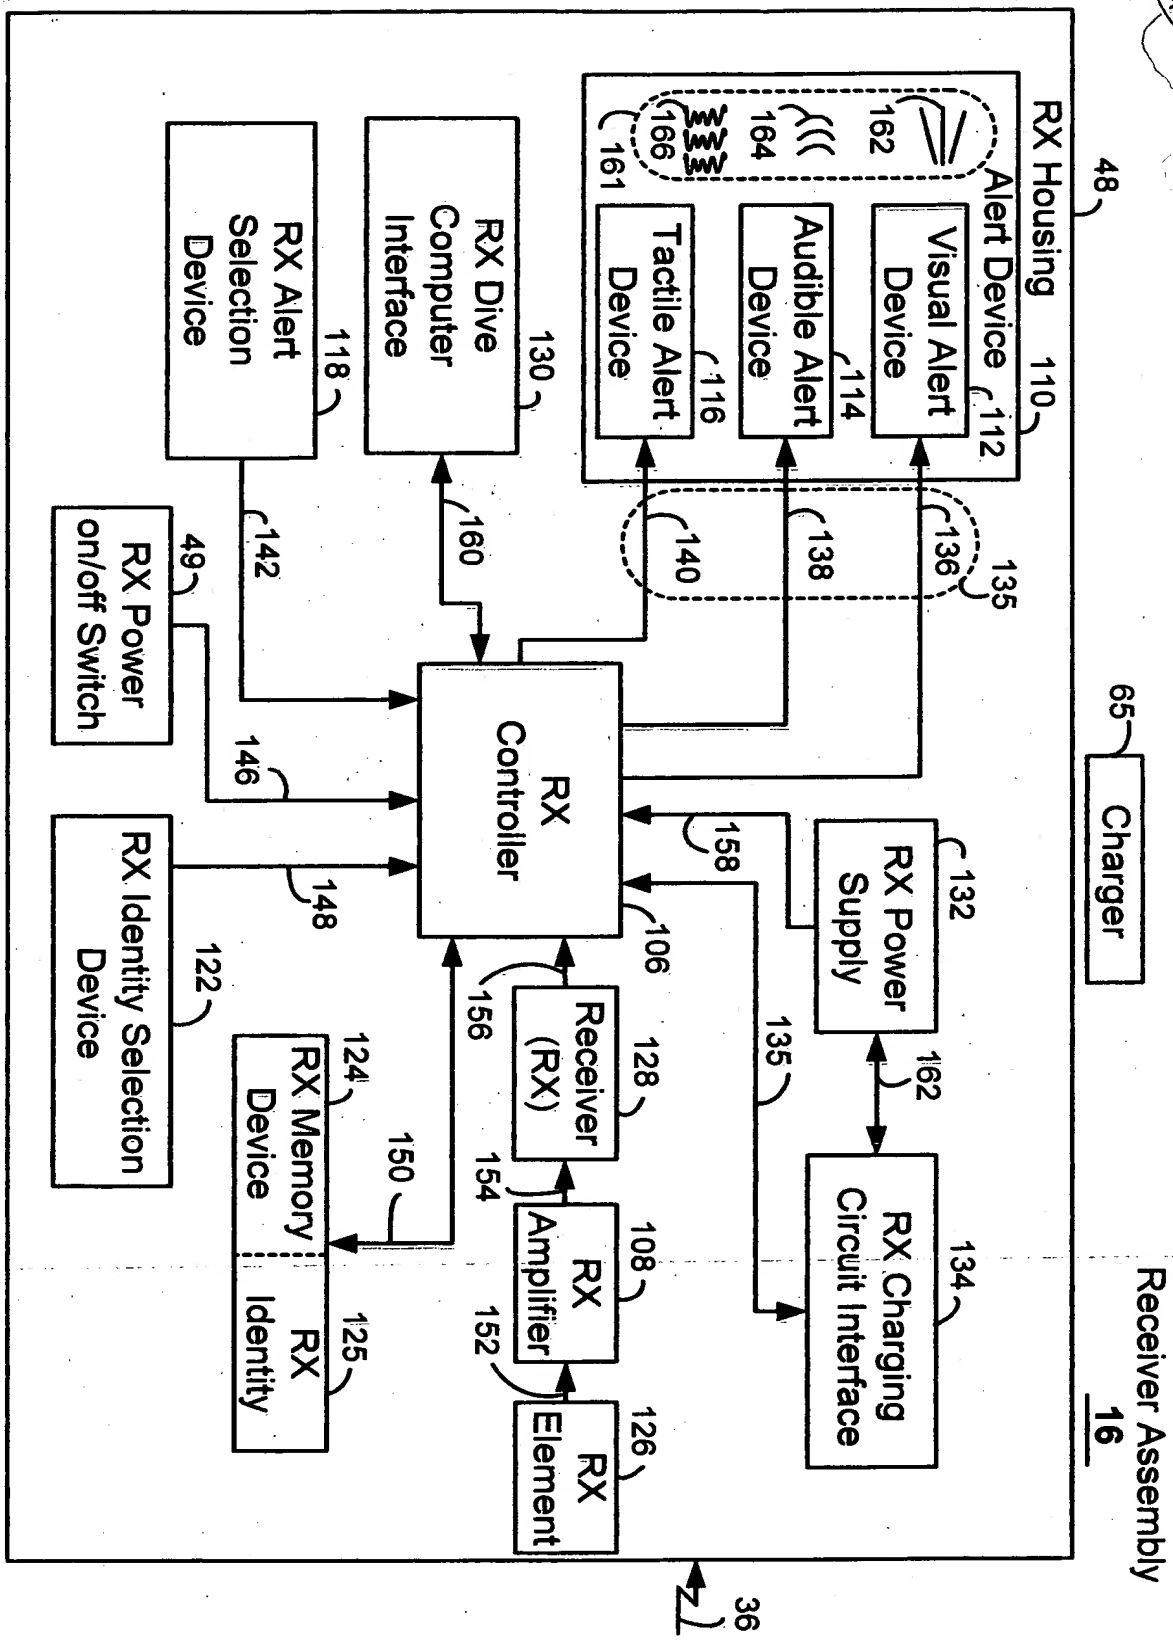 Receiver Assembly
16
65
Charger
48
RX Housing
110
Alert Device
112
Visual Alert
Device
162
136
135
114
Audible Alert
Device
164
138
116
Tactile Alert
Device
166
161
140
132
RX Power
Supply
162
134
RX Charging
Circuit Interface
158
135
36
130
RX Dive
Computer
Interface
160
RX
Controller
106
156
128
Receiver
(RX)
154
108
RX
Amplifier
152
126
RX
Element
118
RX Alert
Selection
Device
142
49
RX Power
on/off Switch
146
148
122
RX Identity Selection
Device
150
124
RX Memory
Device
125
RX
Identity